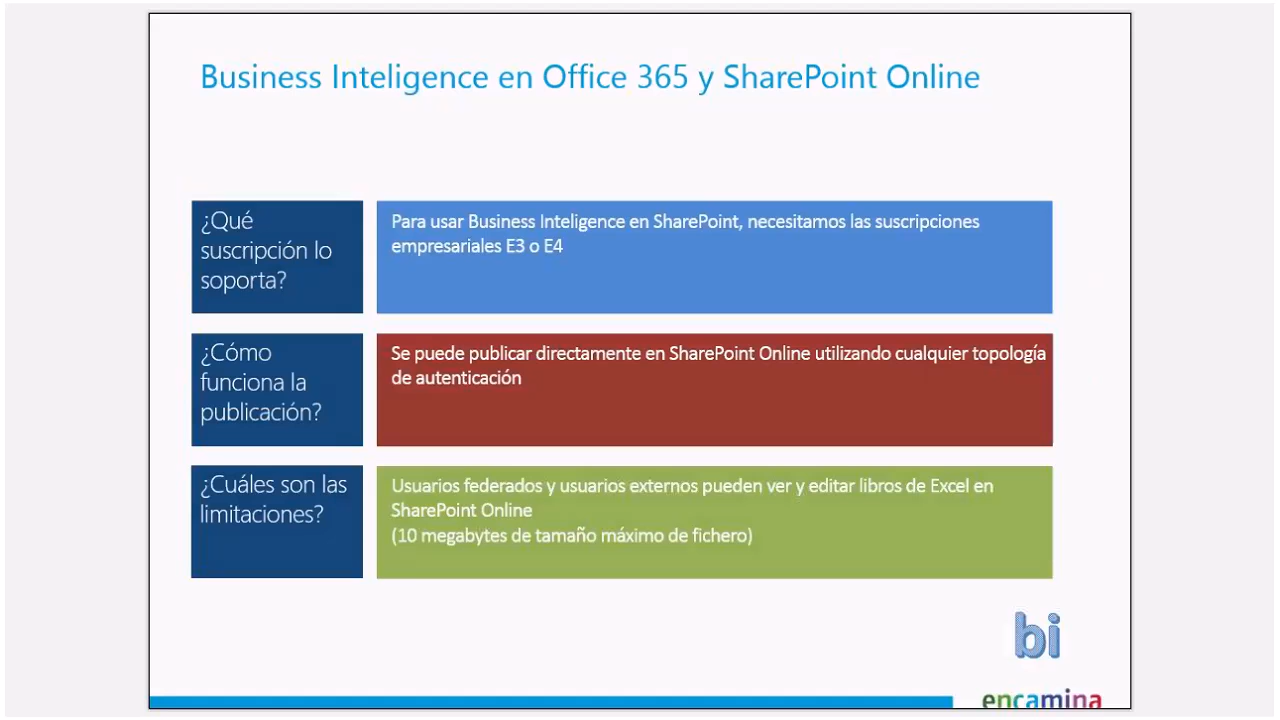 Business Inteligence en Office 365 y SharePoint Online
¿Qué
suscripción lo
soporta?
Para usar Business Inteligence en SharePoint, necesitamos las suscripciones
empresariales E3 o E4
¿Cómo
funciona la
publicación?
Se puede publicar directamente en SharePoint Online utilizando cualquier topología
de autenticación
¿Cuáles son las
limitaciones?
Usuarios federados y usuarios externos pueden ver y editar libros de Excel en
SharePoint Online
(10 megabytes de tamaño máximo de fichero)
bi
encamina